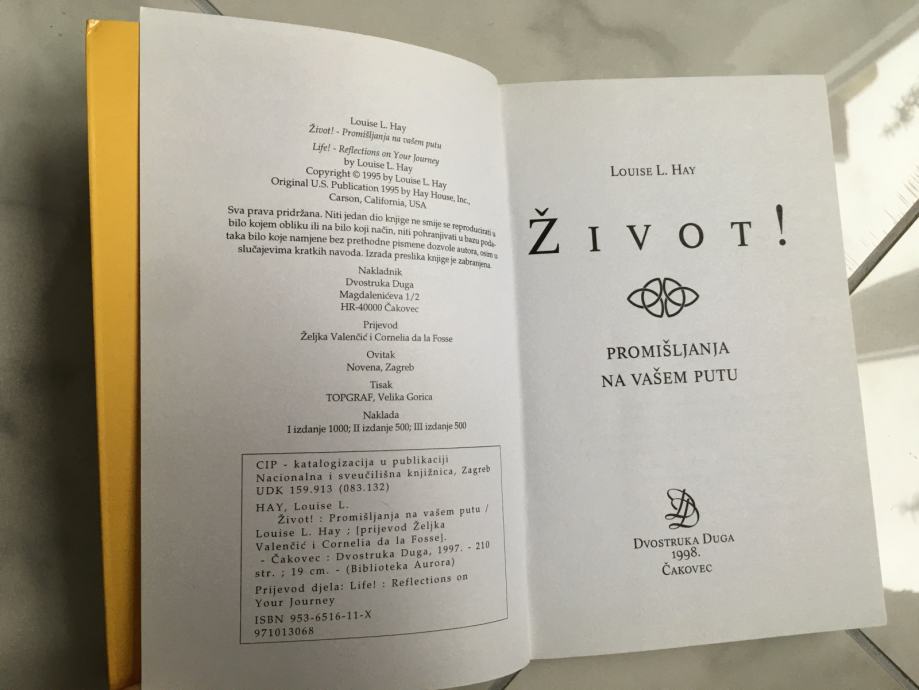 Louise L. Hay
Život! - Promišljanja na vašem putu
Life! - Reflections on Your Journey
by Louise L. Hay
Copyright © 1995 by Louise L. Hay
Original U.S. Publication 1995 by Hay House, Inc.,
Carson, California, USA
Sva prava pridržana. Niti jedan dio knjige ne smije se reproducirati u
bilo kojem obliku ili na bilo koji način, niti pohranjivati u bazu poda-
taka bilo koje namjene bez prethodne pismene dozvole autora, osim u
slučajevima kratkih navoda. Izrada preslika knjige je zabranjena.
Nakladnik
Dvostruka Duga
Magdalenićeva 1/2
HR-40000 Čakovec
Prijevod
Željka Valenčić i Cornelia da la Fosse
Ovitak
Novena, Zagreb
Tisak
TOPGRAF, Velika Gorica
Naklada
I izdanje 1000; II izdanje 500; III izdanje 500
CIP - katalogizacija u publikaciji
Nacionalna i sveučilišna knjižnica, Zagreb
UDK 159.913 (083.132)
HAY, Louise L.
Život! : Promišljanja na vašem putu /
Louise L. Hay ; [prijevod Željka
Valenčić i Cornelia da la Fosse].
- Čakovec : Dvostruka Duga, 1997. - 210
str. ; 19 cm. - (Biblioteka Aurora)
Prijevod djela: Life! : Reflections on
Your Journey
ISBN 953-6516-11-X
971013068
LOUISE L. HAY
ŽIVOT!
PROMIŠLJANJA
NA VAŠEM PUTU
DVOSTRUKA DUGA
1998.
ČAKOVEC